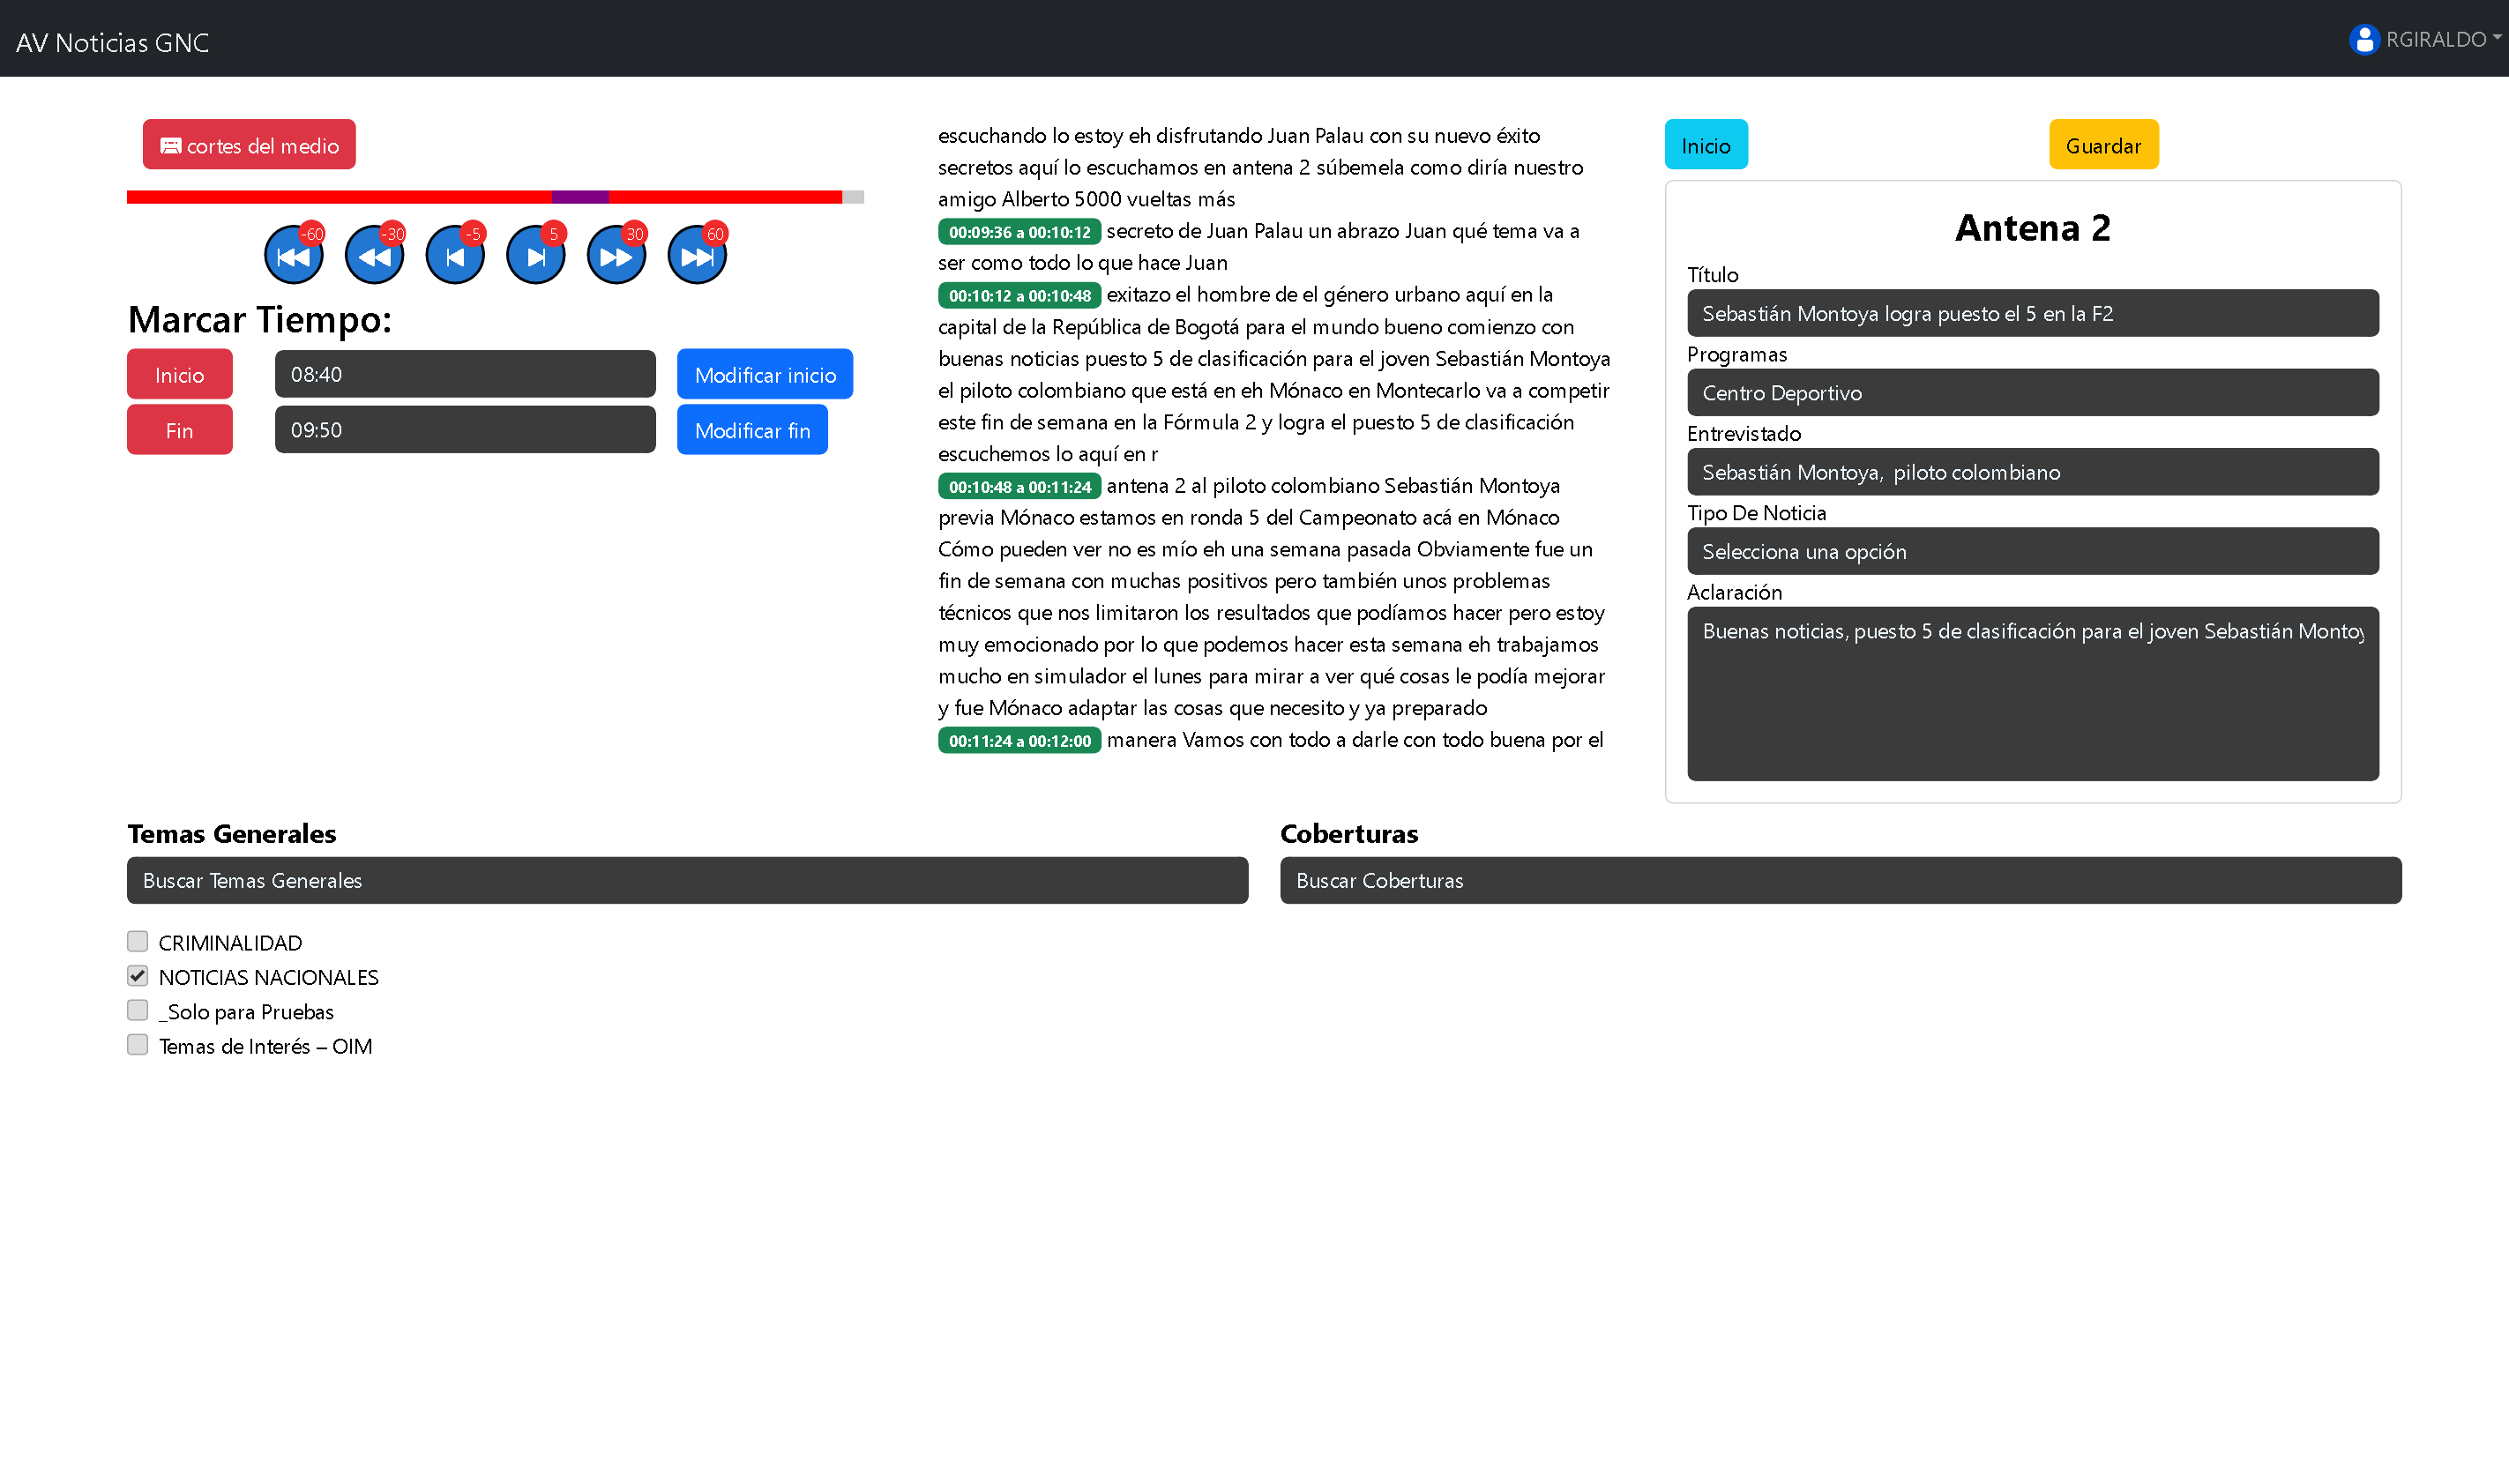 AV Noticias GNC
RGIRALDO
cortes del medio
-60
-30
-5
5
30
60
Marcar Tiempo:
Inicio
08:40
Modificar inicio
Fin
09:50
Modificar fin
escuchando lo estoy eh disfrutando Juan Palau con su nuevo éxito
secretos aquí lo escuchamos en antena 2 súbemela como diría nuestro
amigo Alberto 5000 vueltas más
00:09:36 a 00:10:12 secreto de Juan Palau un abrazo Juan qué tema va a
ser como todo lo que hace Juan
00:10:12 a 00:10:48 exitazo el hombre de el género urbano aquí en la
capital de la República de Bogotá para el mundo bueno comienzo con
buenas noticias puesto 5 de clasificación para el joven Sebastián Montoya
el piloto colombiano que está en eh Mónaco en Montecarlo va a competir
este fin de semana en la Fórmula 2 y logra el puesto 5 de clasificación
escuchemos lo aquí en r
00:10:48 a 00:11:24 antena 2 al piloto colombiano Sebastián Montoya
previa Mónaco estamos en ronda 5 del Campeonato acá en Mónaco
Cómo pueden ver no es mío eh una semana pasada Obviamente fue un
fin de semana con muchas positivos pero también unos problemas
técnicos que nos limitaron los resultados que podíamos hacer pero estoy
muy emocionado por lo que podemos hacer esta semana eh trabajamos
mucho en simulador el lunes para mirar a ver qué cosas le podía mejorar
y fue Mónaco adaptar las cosas que necesito y ya preparado
00:11:24 a 00:12:00 manera Vamos con todo a darle con todo buena por el
Inicio
Guardar
Antena 2
Título
Sebastián Montoya logra puesto el 5 en la F2
Programas
Centro Deportivo
Entrevistado
Sebastián Montoya, piloto colombiano
Tipo De Noticia
Selecciona una opción
Aclaración
Buenas noticias, puesto 5 de clasificación para el joven Sebastián Montoy
Temas Generales
Buscar Temas Generales
CRIMINALIDAD
NOTICIAS NACIONALES
_Solo para Pruebas
Temas de Interés – OIM
Coberturas
Buscar Coberturas